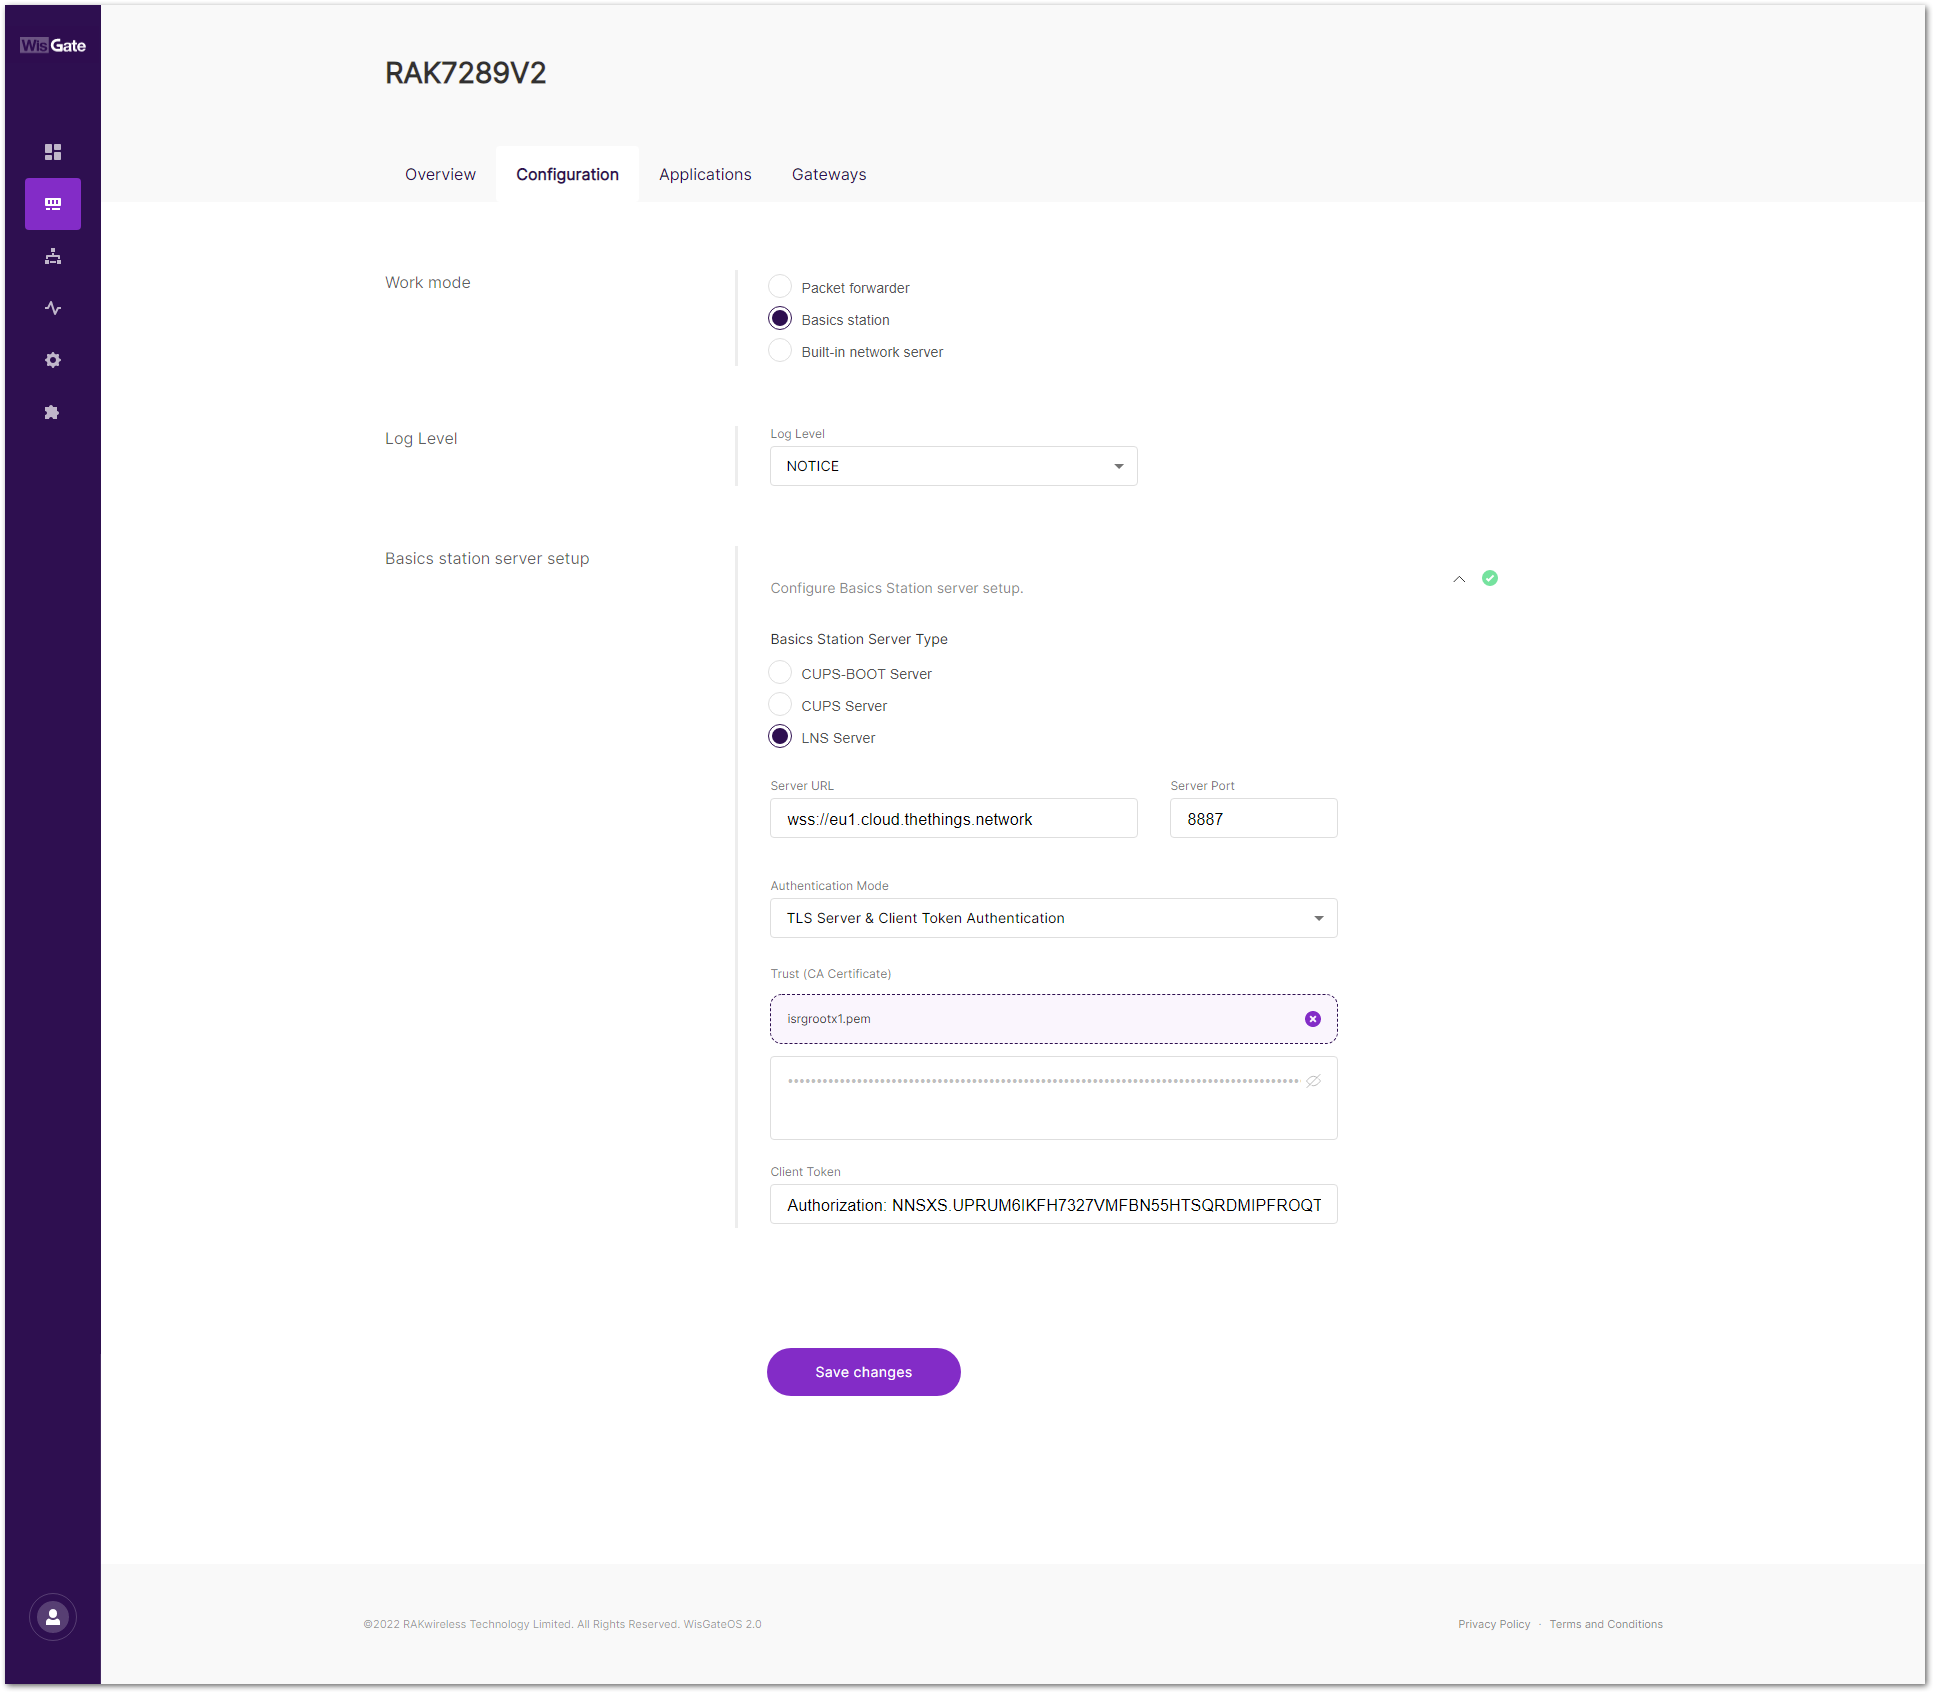 WisGate
RAK7289V2
Overview
Configuration
Applications
Gateways
Work mode
Packet forwarder
Basics station
Built-in network server
Log Level
Log Level
NOTICE
Basics station server setup
Configure Basics Station server setup.
Basics Station Server Type
CUPS-BOOT Server
CUPS Server
LNS Server
Server URL
Server Port
wss://eu1.cloud.thethings.network
8887
Authentication Mode
TLS Server & Client Token Authentication
Trust (CA Certificate)
isrgrootx1.pem
Client Token
Authorization: NNSXS.UPRUM6IKFH7327VMFBN55HTSQRDMIPFROQT
Save changes
©2022 RAKwireless Technology Limited. All Rights Reserved. WisGateOS 2.0
Privacy Policy · Terms and Conditions